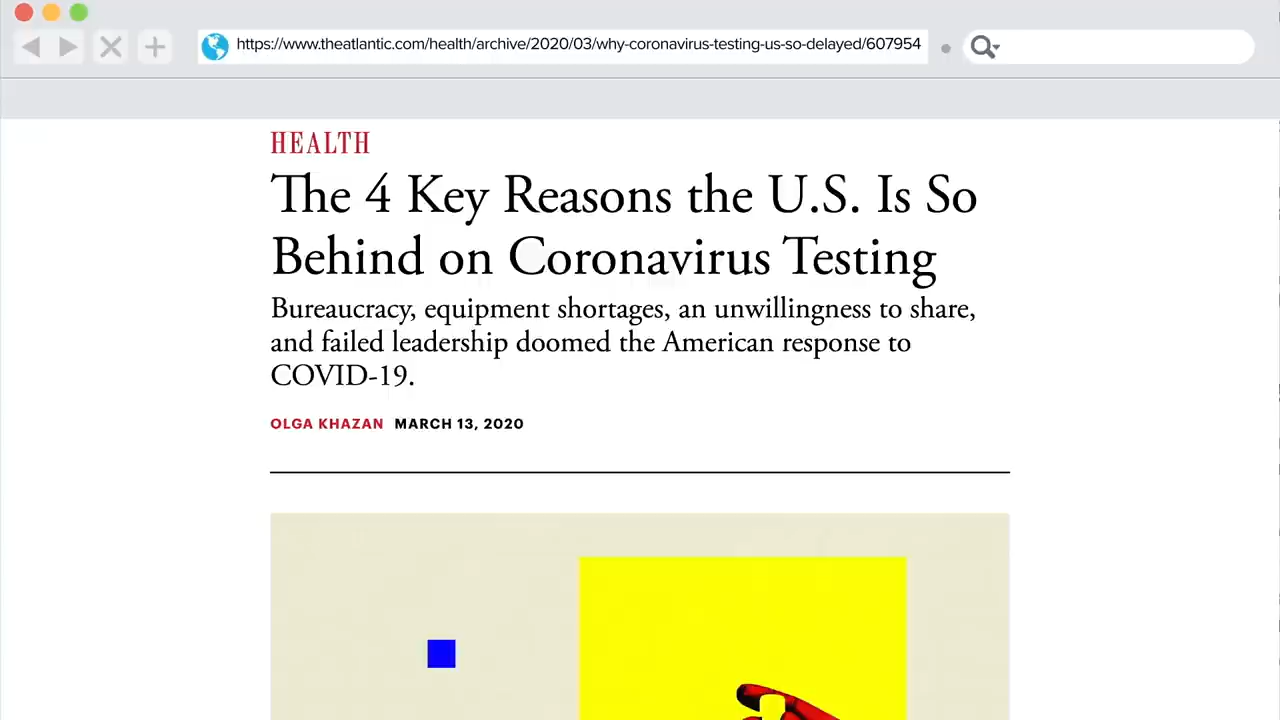 https://www.theatlantic.com/health/archive/2020/03/why-coronavirus-testing-us-so-delayed/607954
HEALTH
The 4 Key Reasons the U.S. Is So
Behind on Coronavirus Testing
Bureaucracy, equipment shortages, an unwillingness to share,
and failed leadership doomed the American response to
COVID-19.
OLGA KHAZAN MARCH 13, 2020